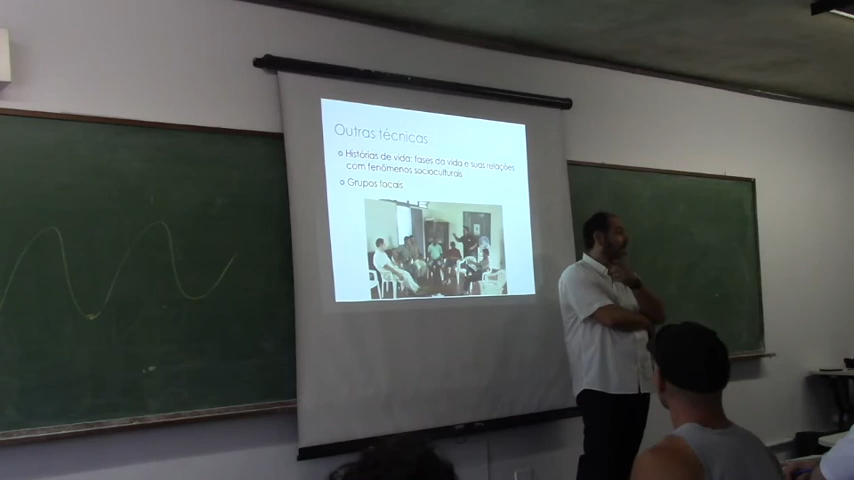 Outras técnicas
Histórias de vida: fases da vida e suas relações
com fenômenos socioculturais
Grupos focais